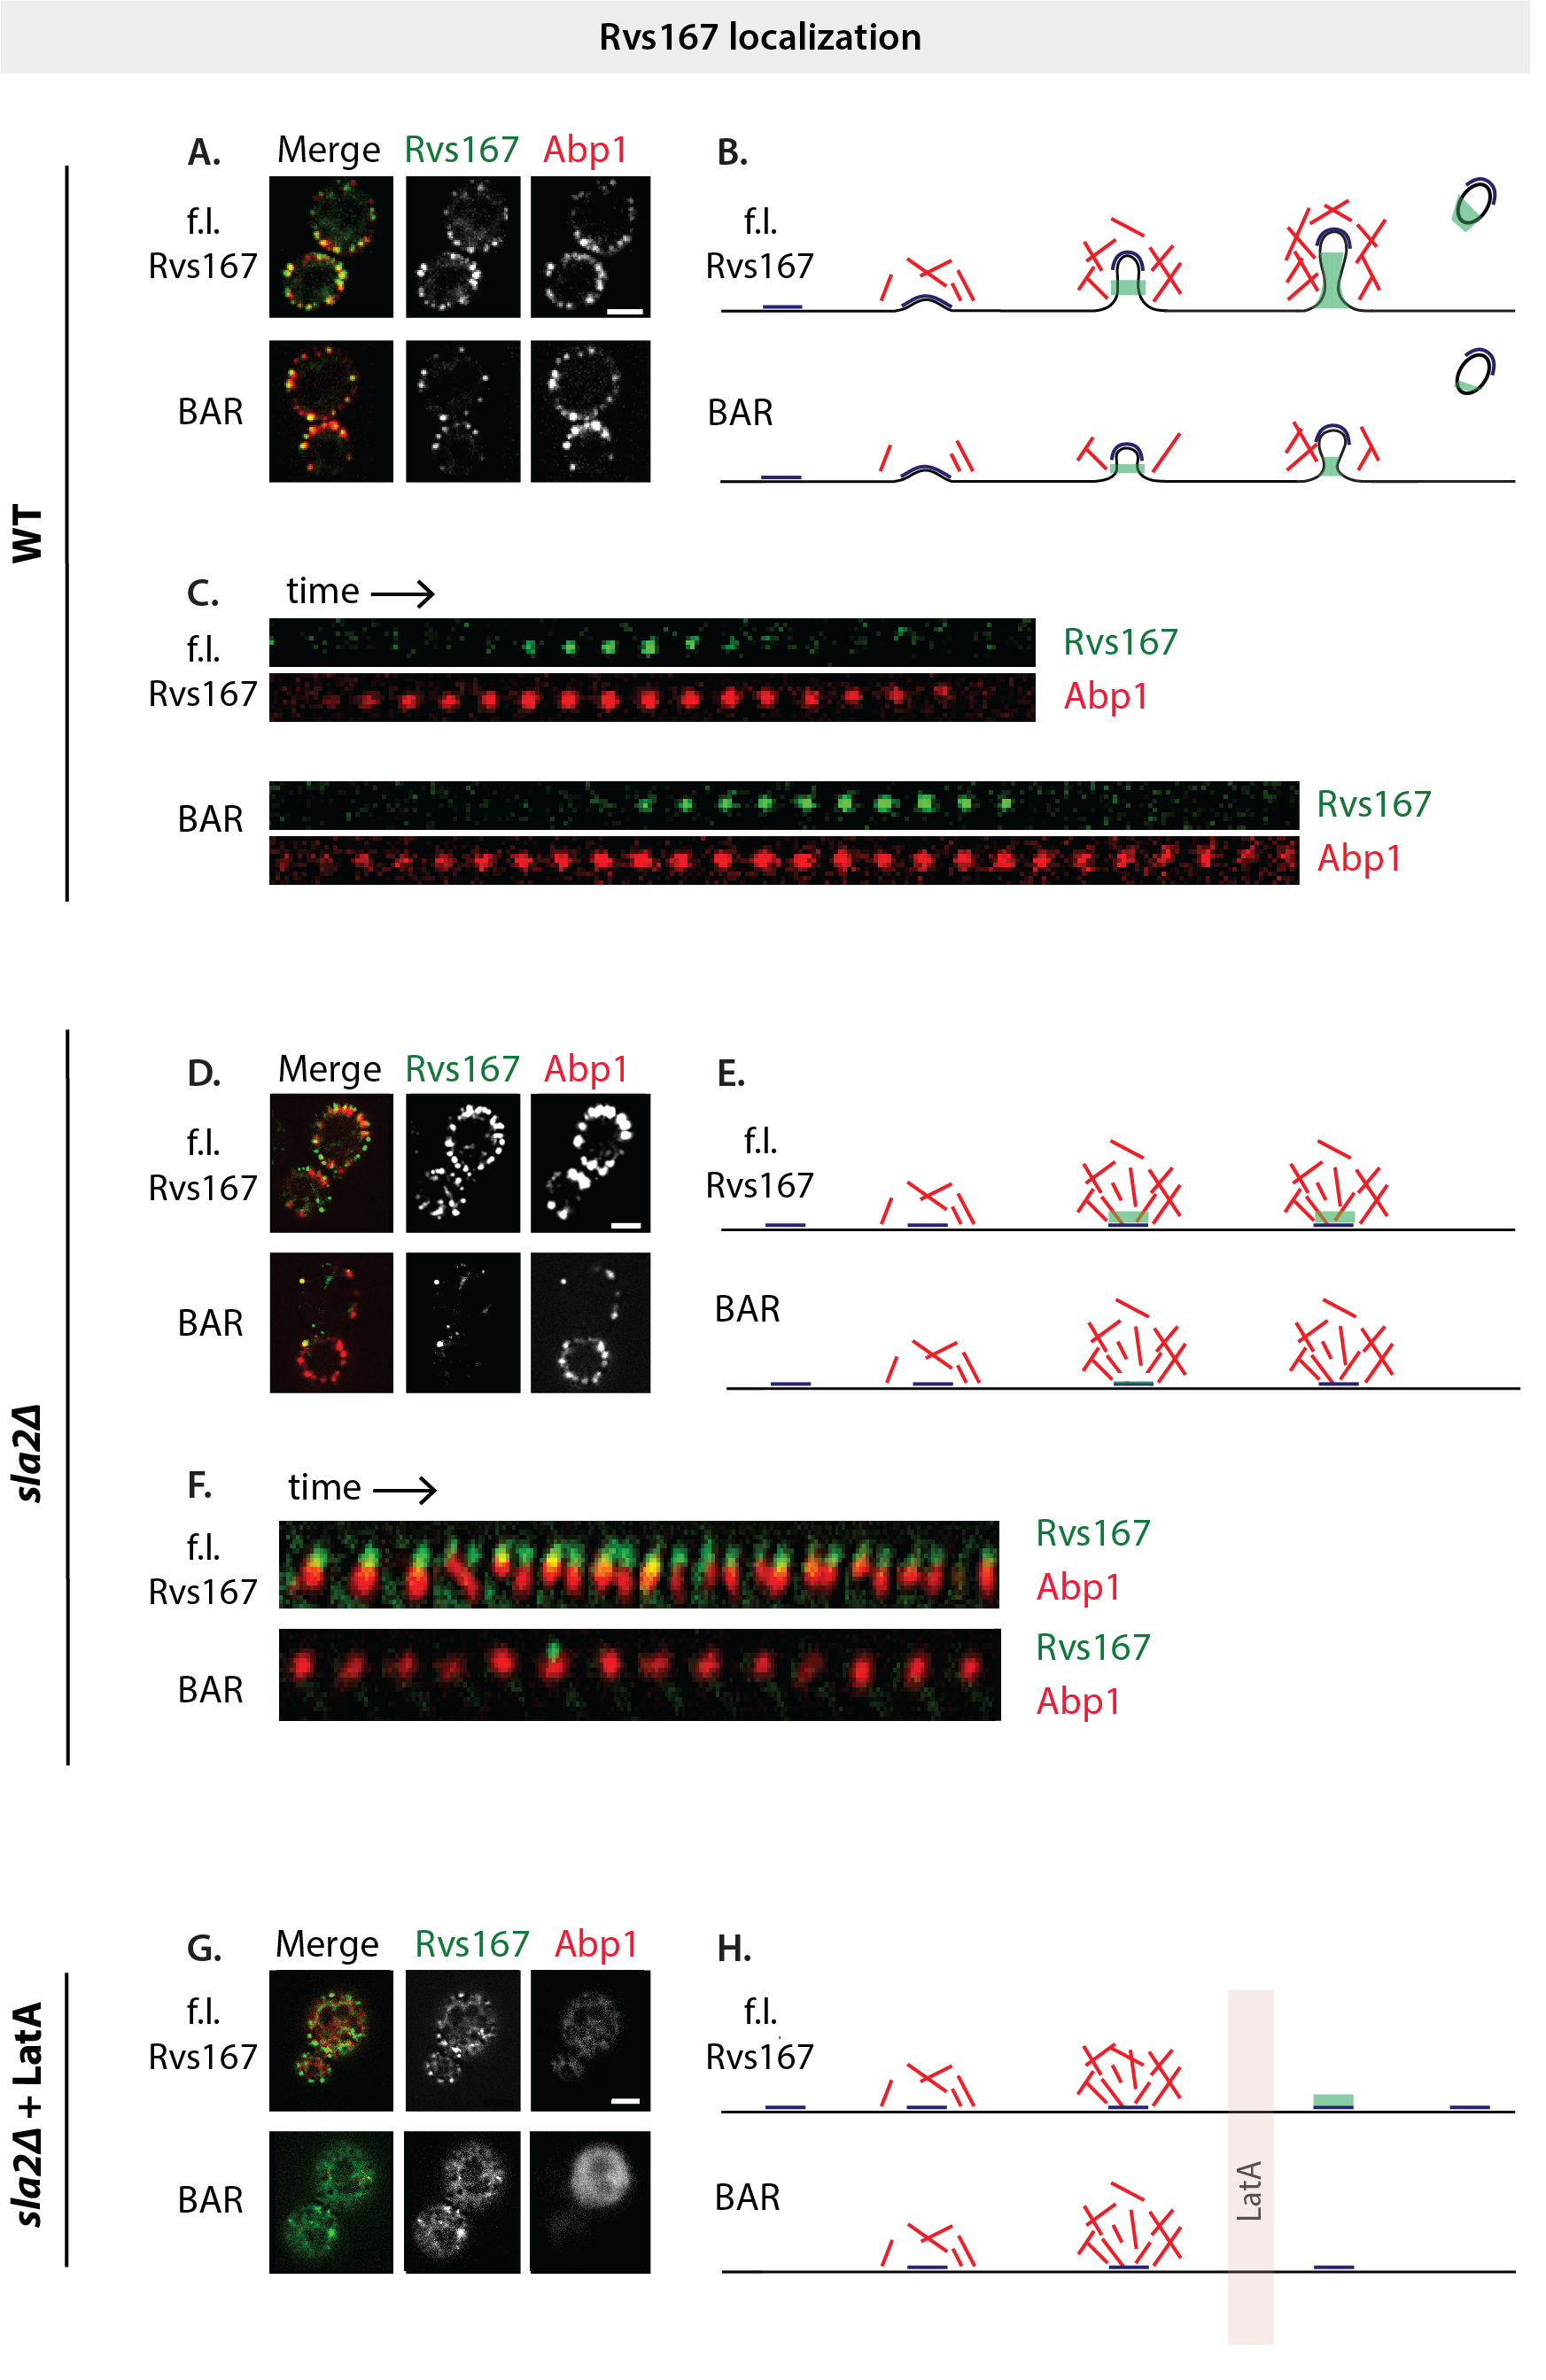 Rvs167 localization
WT
A. Merge Rvs167 Abp1
f.l.
Rvs167
BAR
B.
f.l.
Rvs167
BAR
C. time
f.l.
Rvs167
Rvs167
Abp1
BAR
Rvs167
Abp1
sla2Δ
D. Merge Rvs167 Abp1
f.l.
Rvs167
BAR
E.
f.l.
Rvs167
BAR
F. time
f.l.
Rvs167
Rvs167
Abp1
BAR
Rvs167
Abp1
sla2Δ + LatA
G. Merge Rvs167 Abp1
f.l.
Rvs167
BAR
H.
f.l.
Rvs167
BAR
LatA